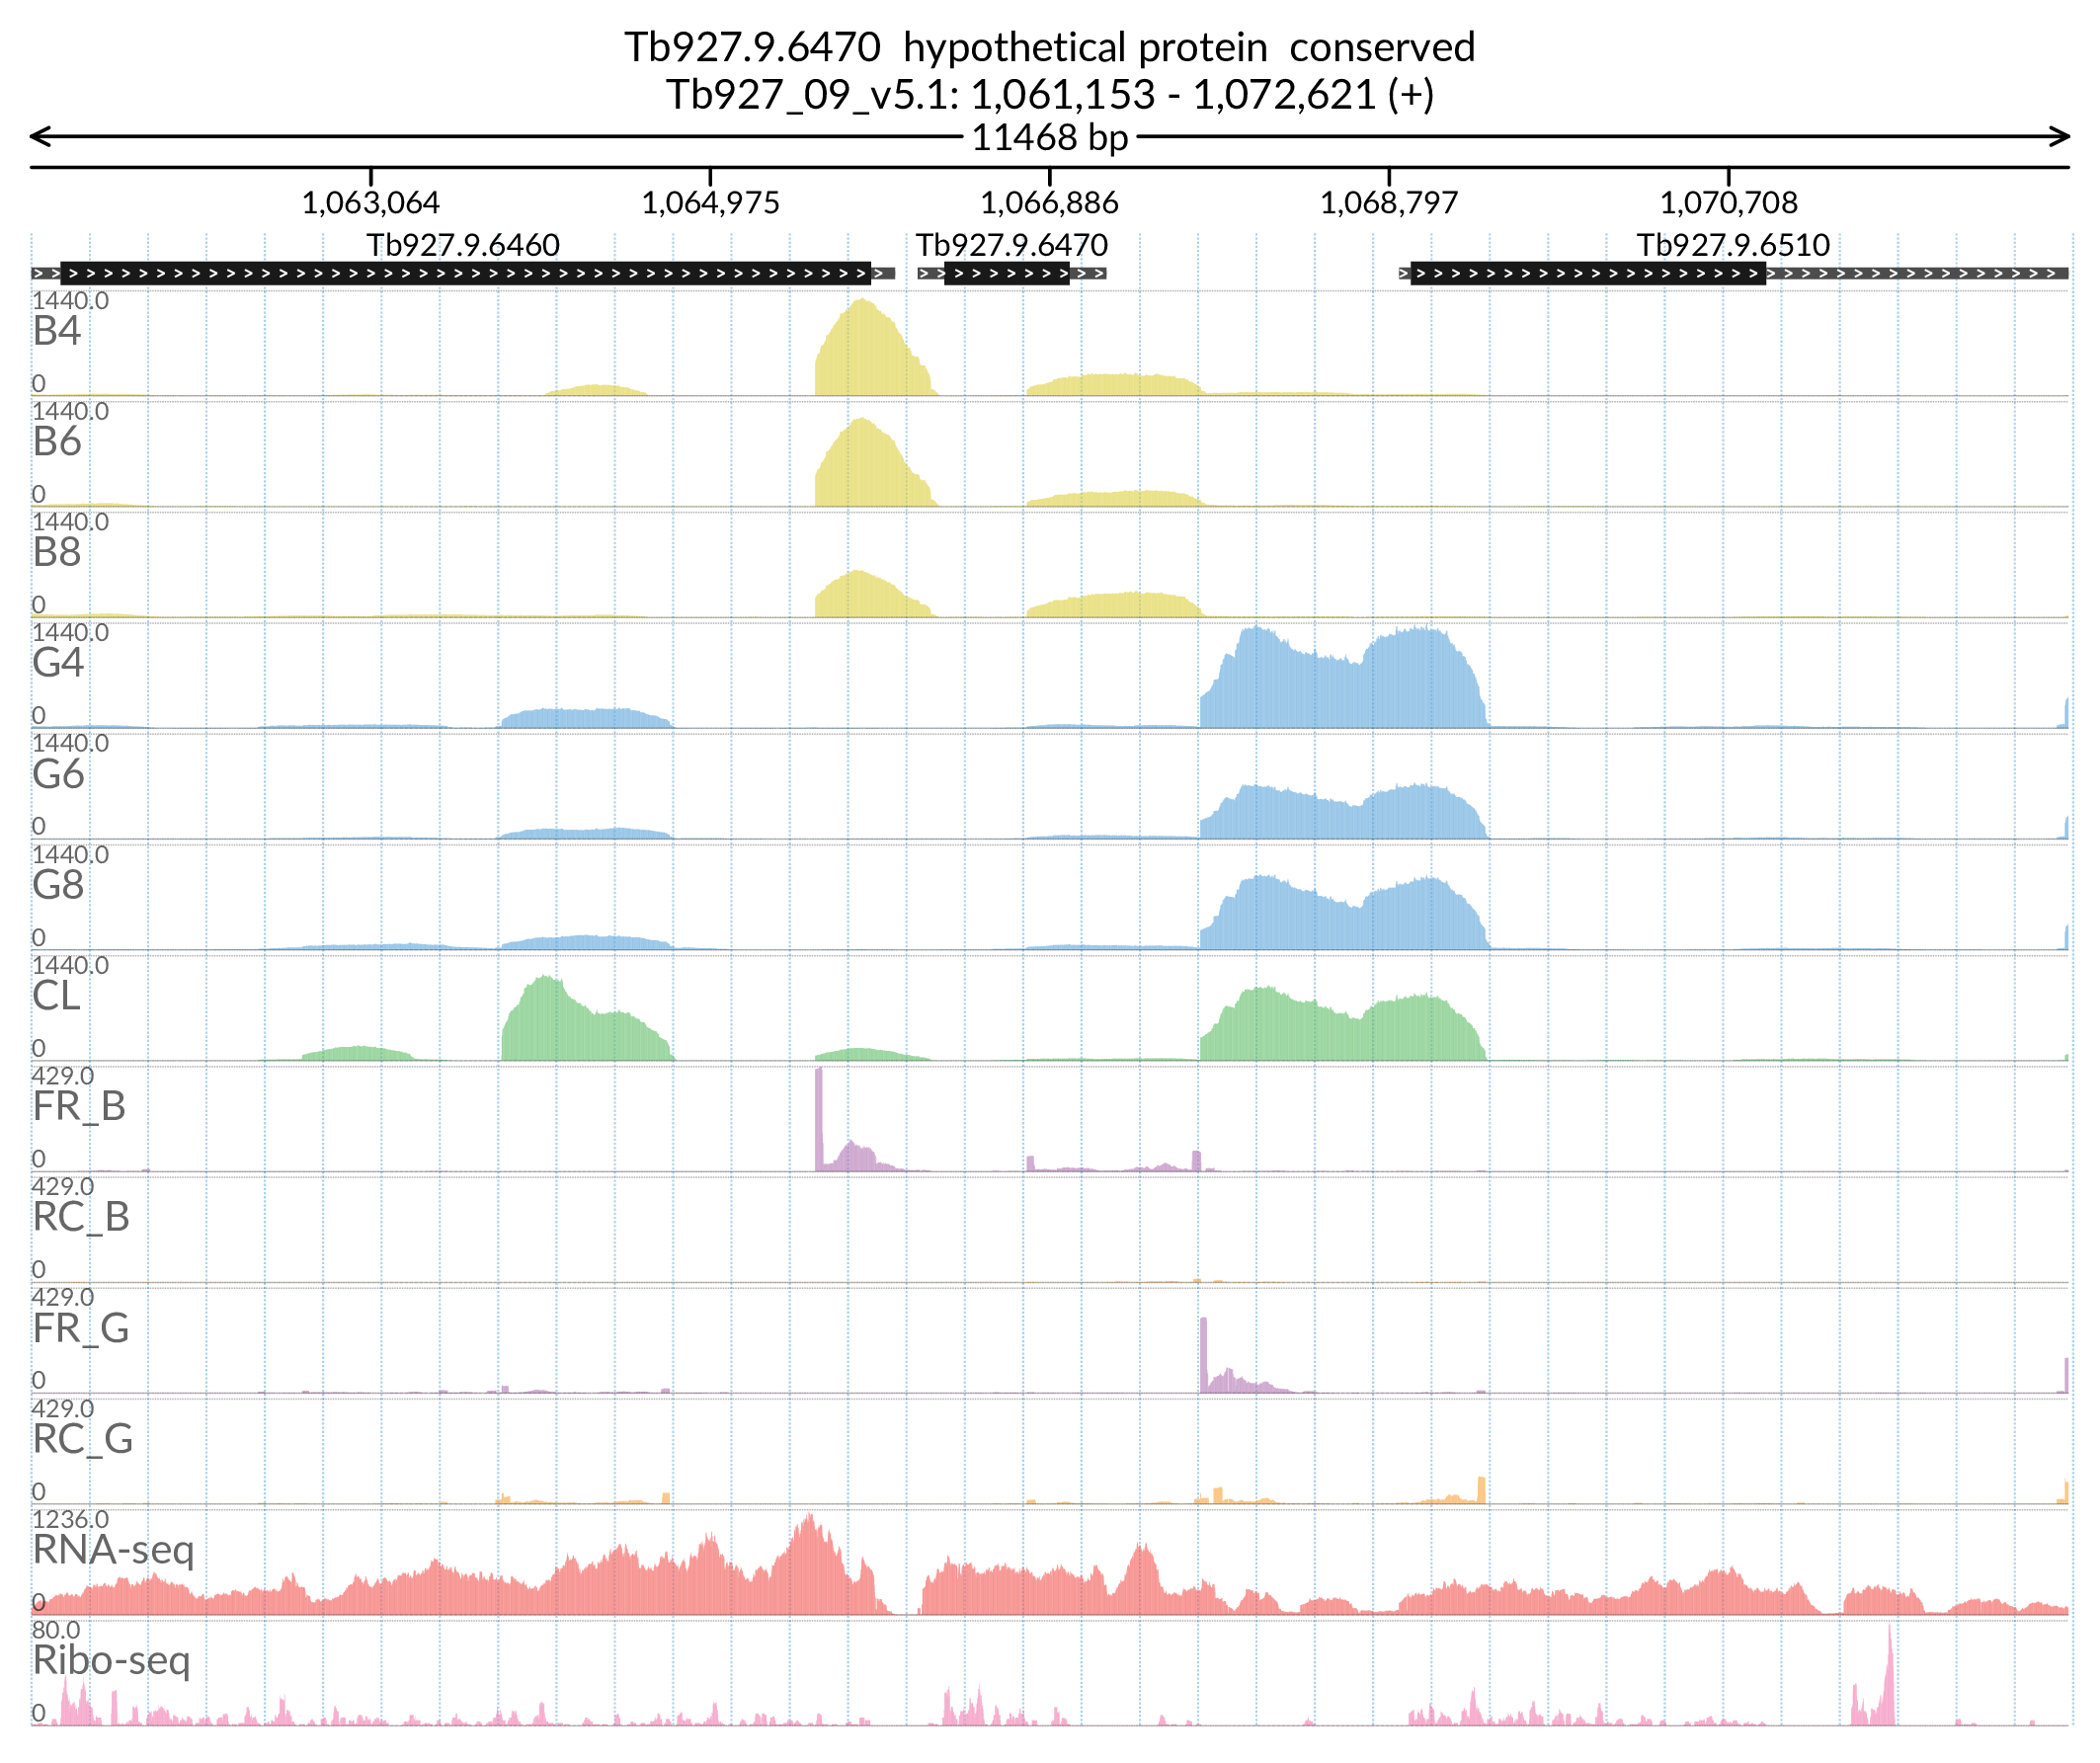 Tb927.9.6470 hypothetical protein conserved
Tb927_09_v5.1: 1,061,153 - 1,072,621 (+)
11468 bp
1,063,064 1,064,975 1,066,886 1,068,797 1,070,708
Tb927.9.6460 Tb927.9.6470 Tb927.9.6510
1440.0
B4
0
1440.0
B6
0
1440.0
B8
0
1440.0
G4
0
1440.0
G6
0
1440.0
G8
0
1440.0
CL
0
429.0
FR_B
0
429.0
RC_B
0
429.0
FR_G
0
429.0
RC_G
0
1236.0
RNA-seq
0
80.0
Ribo-seq
0